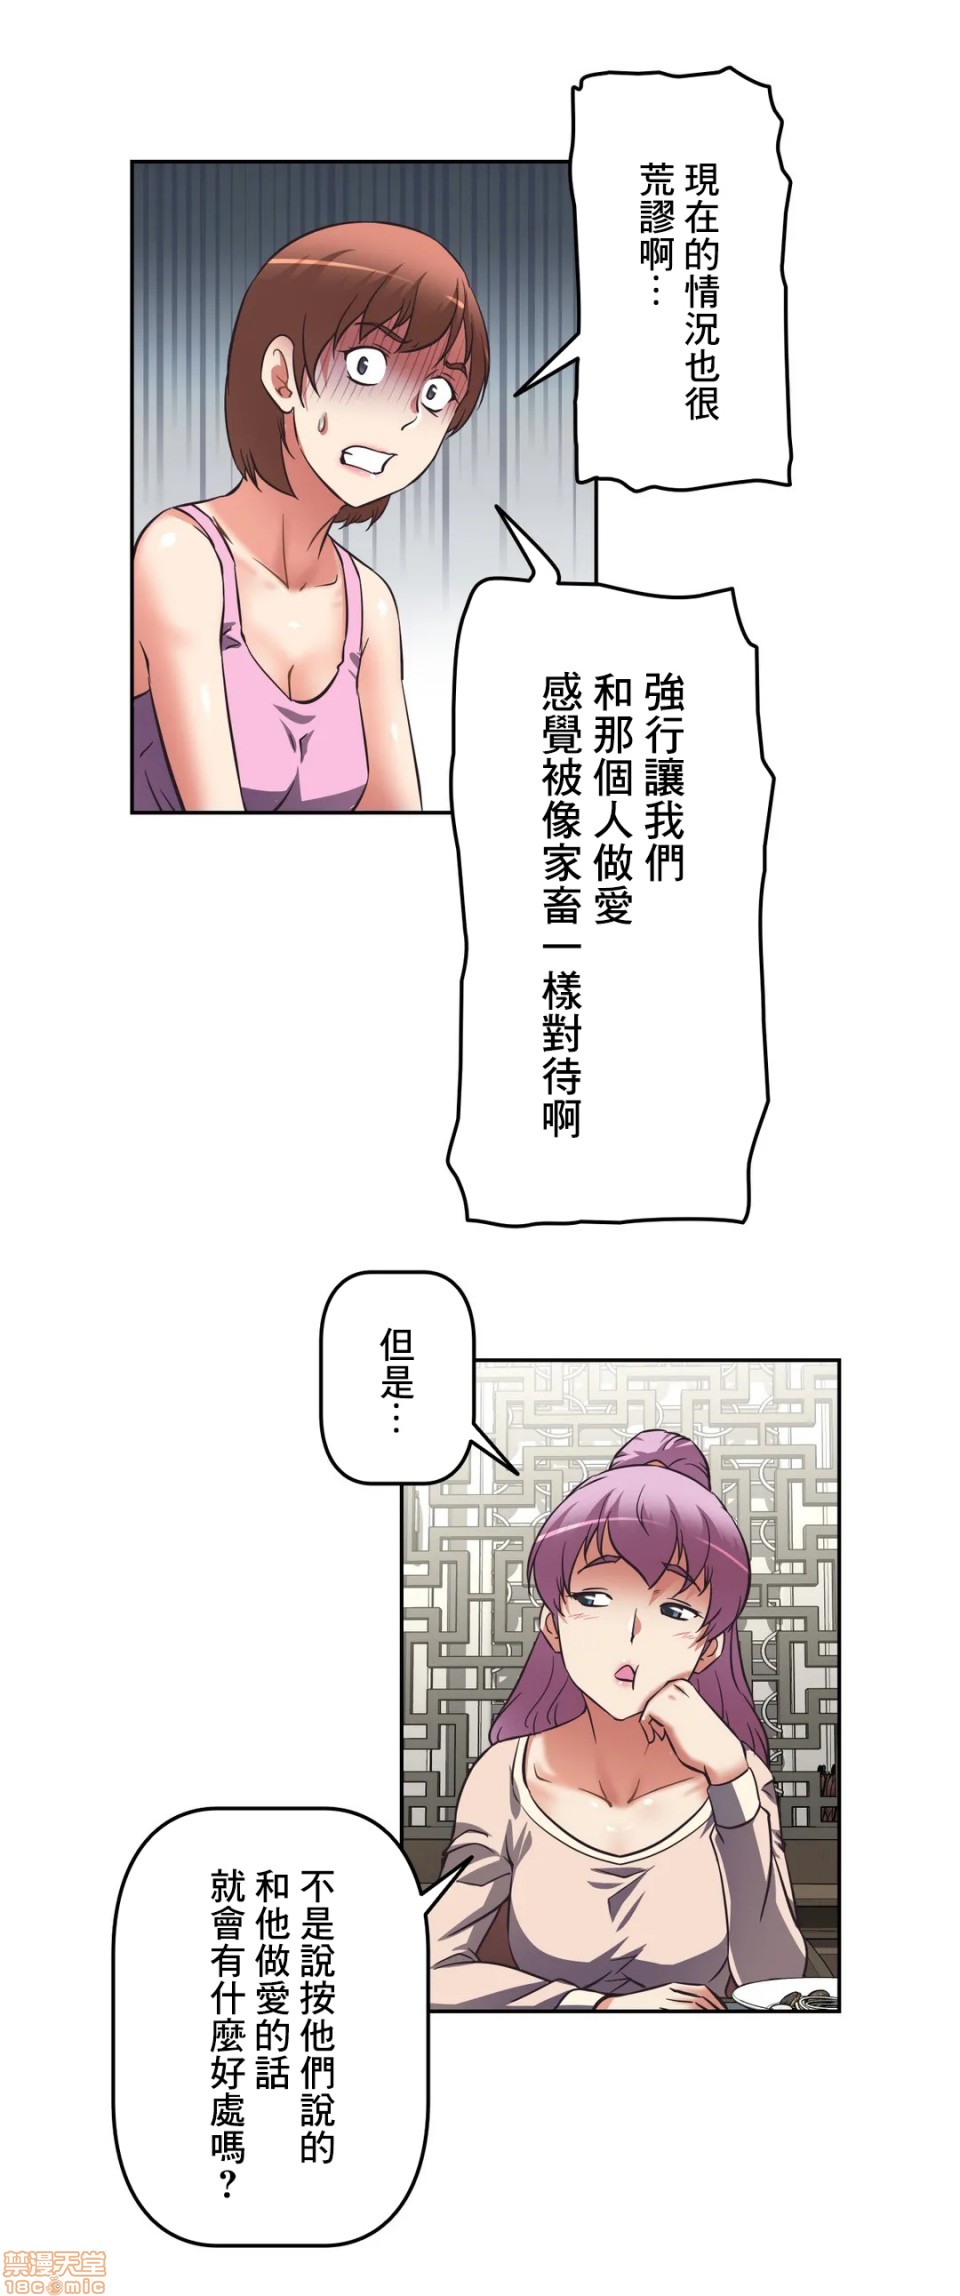 現在的情況也很
荒謬啊…
強行讓我們
和那個人做愛
感覺被像家畜一樣對待啊
但是…
不是說按他們說的
和他做愛的話
就會有什麼好處嗎?
禁漫天堂
18comic